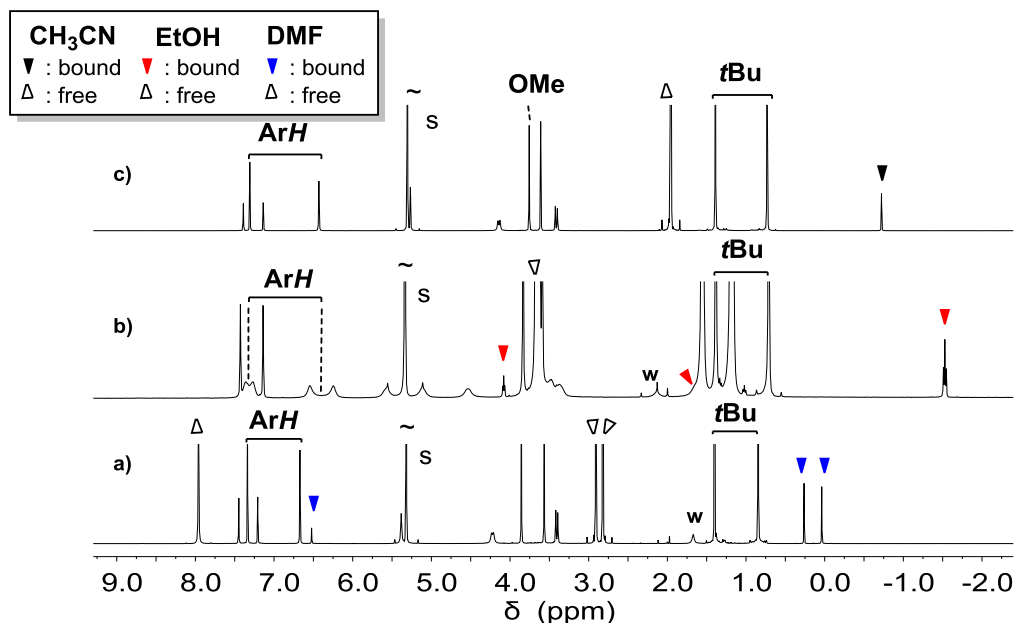 CH₃CN EtOH DMF
: bound : bound : bound
: free : free : free
ArH
~
s
OMe
tBu
c)
ArH
~
s
tBu
b)
w
ArH
~
s
tBu
a)
w
9.0 8.0 7.0 6.0 5.0 4.0 3.0 2.0 1.0 0.0 -1.0 -2.0
δ (ppm)